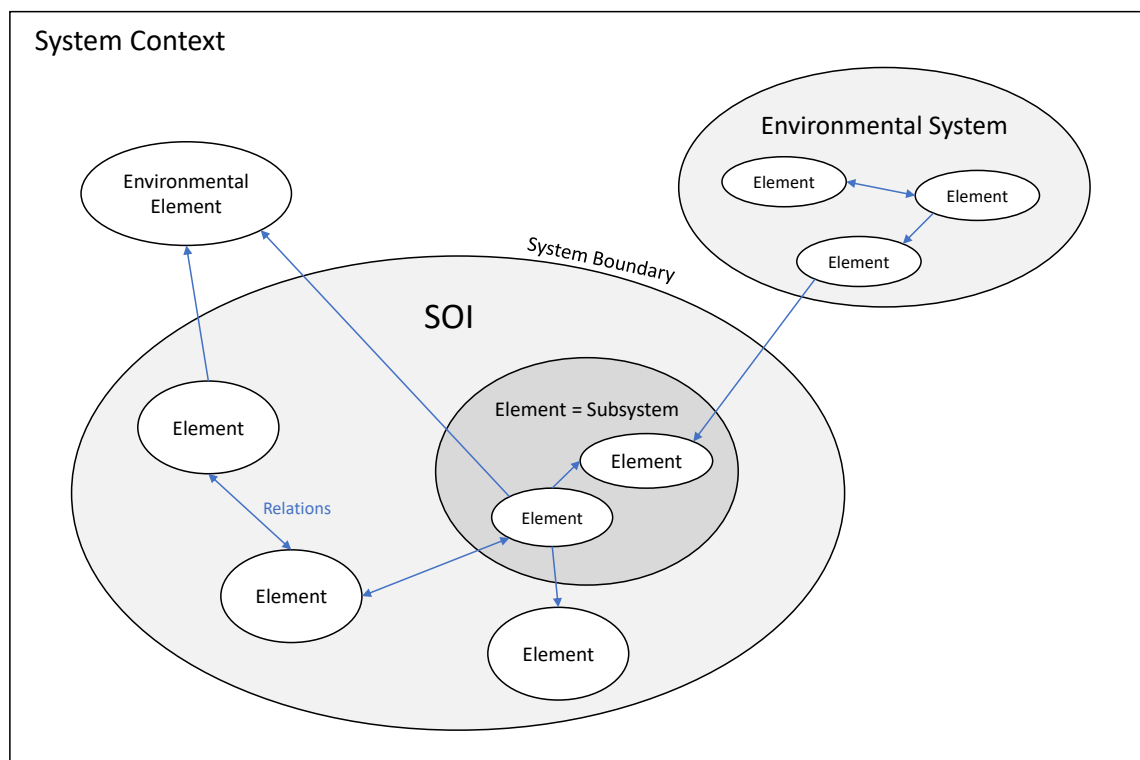 System Context
Environmental System
Element
Element
Element
Environmental
Element
System Boundary
SOI
Element = Subsystem
Element
Element
Element
Relations
Element
Element